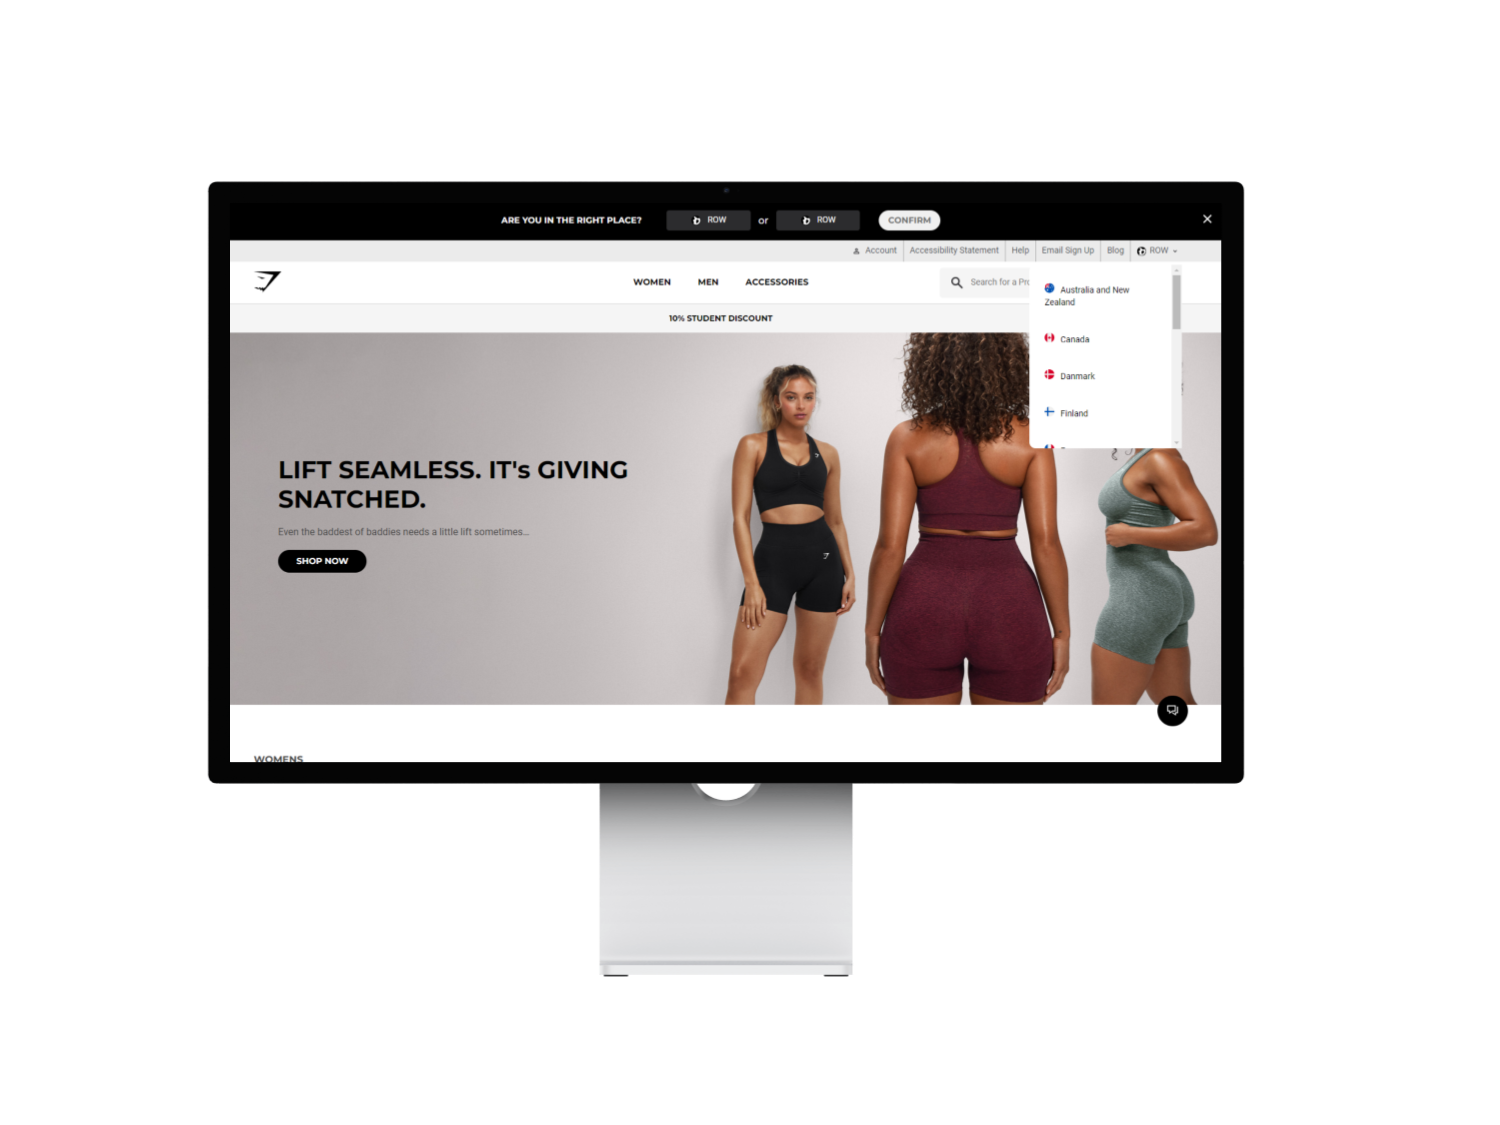 ARE YOU IN THE RIGHT PLACE? ROW or ROW CONFIRM
Account Accessibility Statement Help Email Sign Up Blog ROW
WOMEN MEN ACCESSORIES
Search for a Pro
10% STUDENT DISCOUNT
Australia and New
Zealand
Canada
Danmark
Finland
LIFT SEAMLESS. IT's GIVING
SNATCHED.
Even the baddest of baddies needs a little lift sometimes...
SHOP NOW
WOMENS